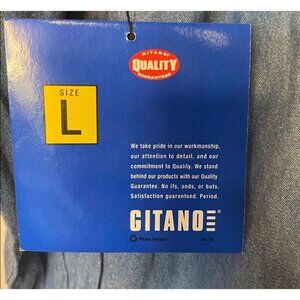 GITANO!
QUALITY
GUARANTEED
SIZE
L
We take pride in our workmanship,
our attention to detail, and our
commitment to Quality. We stand
behind our products with our Quality
Guarantee. No ifs, ands, or buts.
Satisfaction guaranteed. Period.
GITANO
Please Recycle